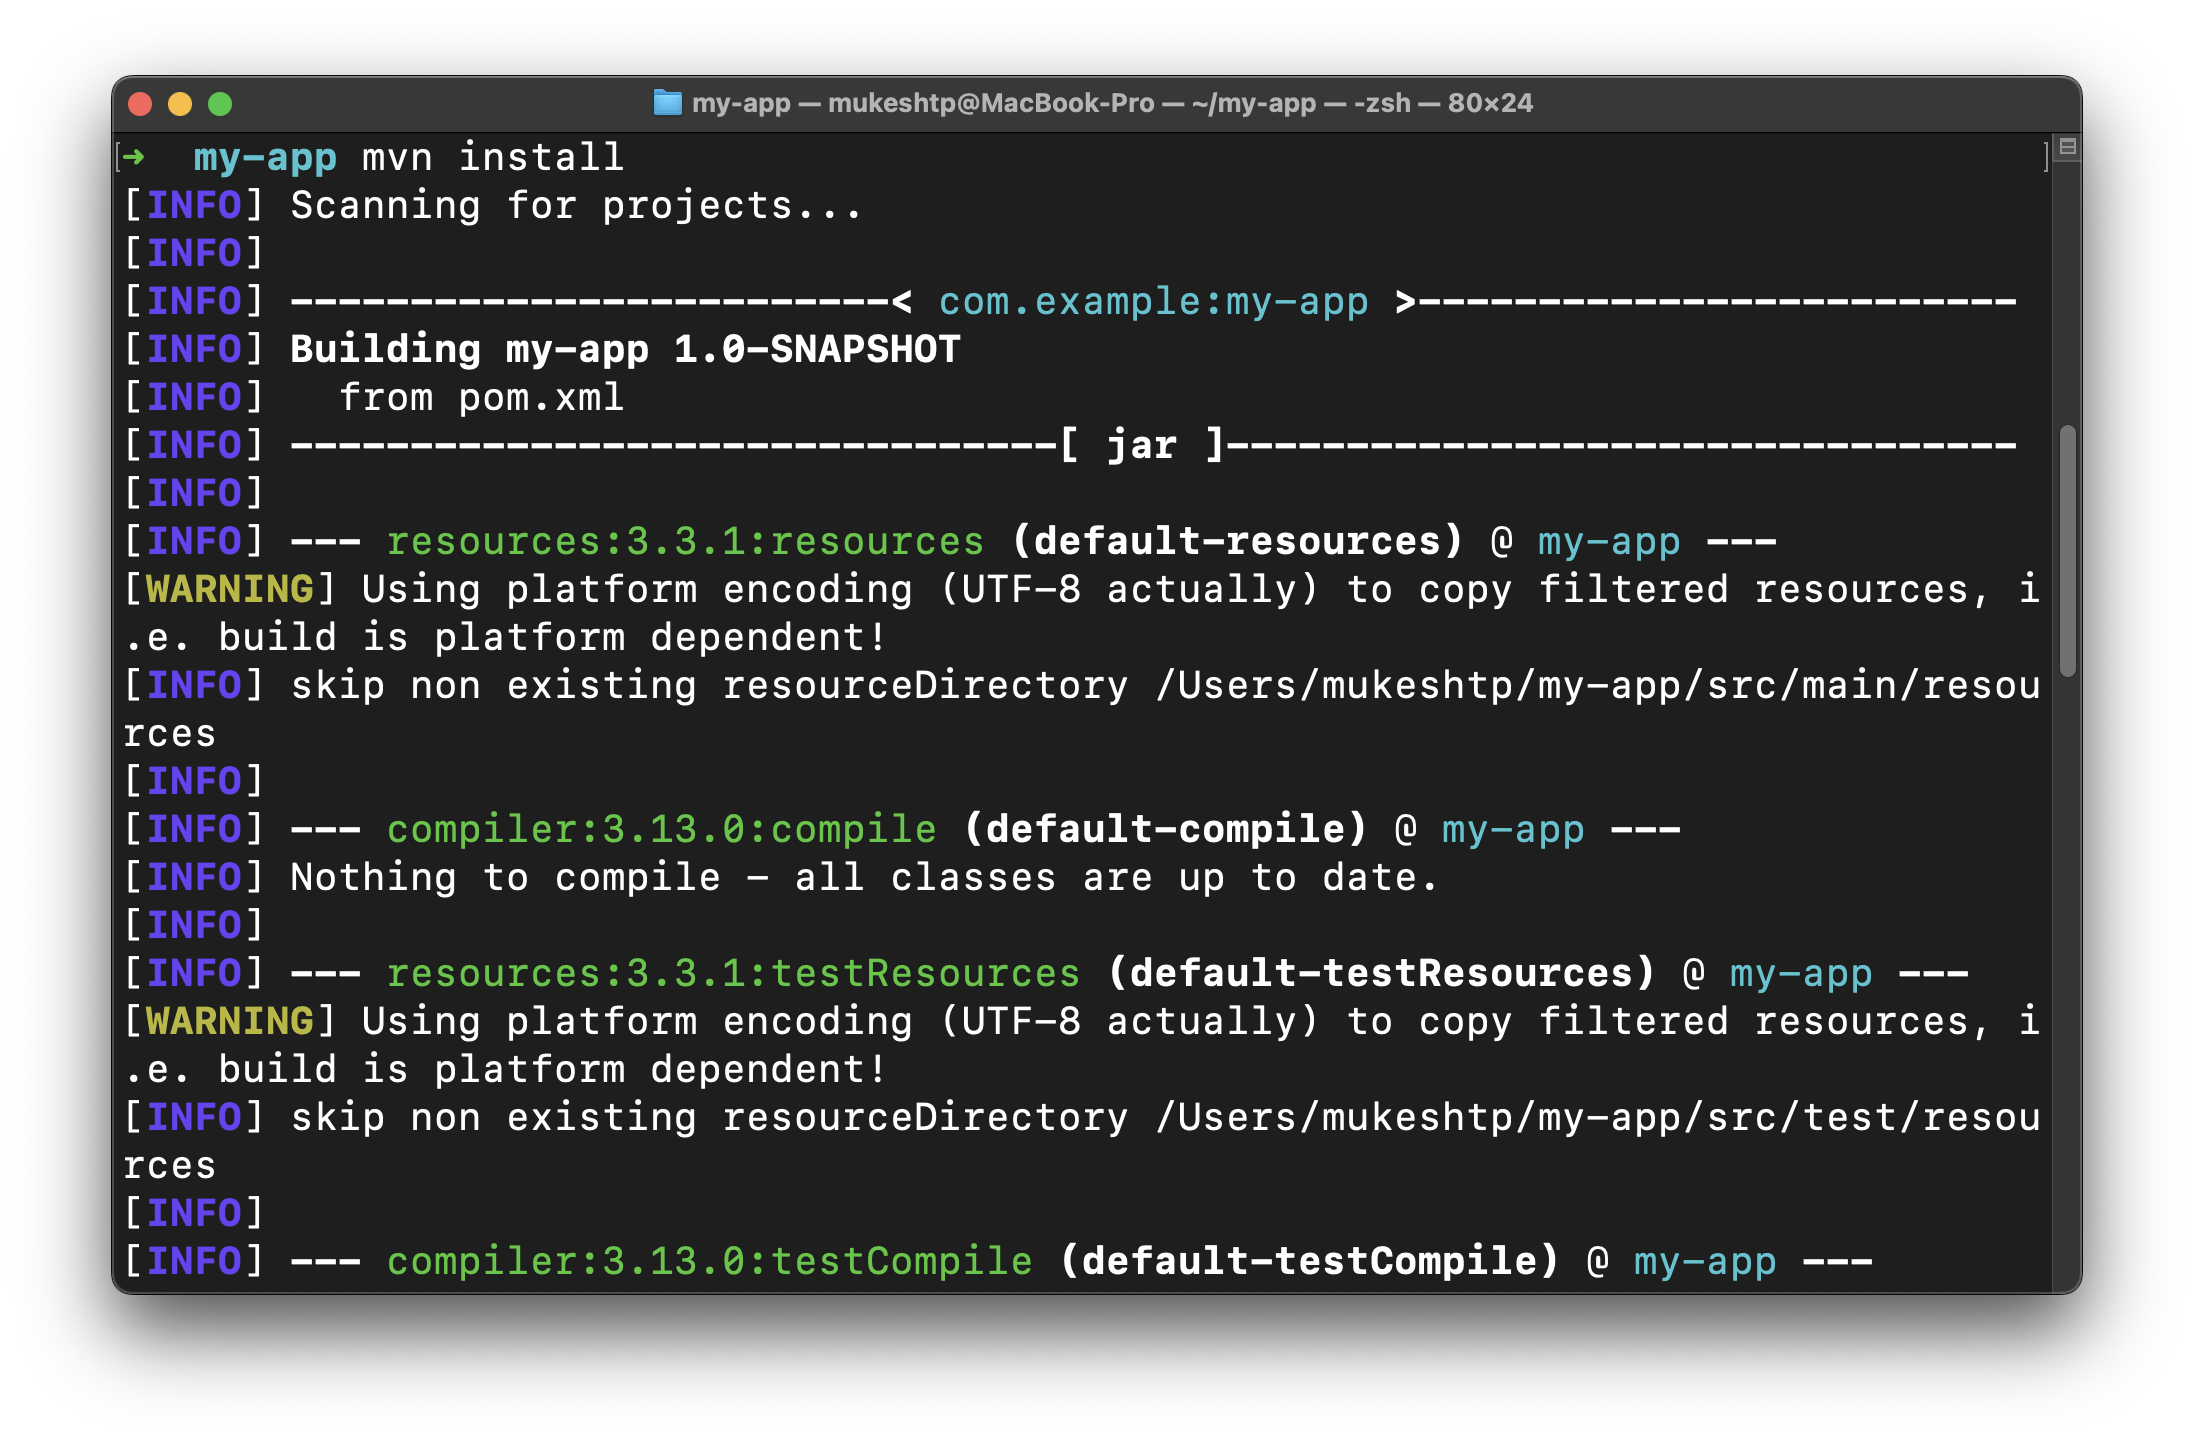 my-app — mukeshtp@MacBook-Pro — ~/my-app — -zsh — 80×24
[➜  my-app mvn install ]
[INFO] Scanning for projects...
[INFO]
[INFO] -------------------------< com.example:my-app >-------------------------
[INFO] Building my-app 1.0-SNAPSHOT
[INFO]   from pom.xml
[INFO] --------------------------------[ jar ]---------------------------------
[INFO]
[INFO] --- resources:3.3.1:resources (default-resources) @ my-app ---
[WARNING] Using platform encoding (UTF-8 actually) to copy filtered resources, i
.e. build is platform dependent!
[INFO] skip non existing resourceDirectory /Users/mukeshtp/my-app/src/main/resou
rces
[INFO]
[INFO] --- compiler:3.13.0:compile (default-compile) @ my-app ---
[INFO] Nothing to compile - all classes are up to date.
[INFO]
[INFO] --- resources:3.3.1:testResources (default-testResources) @ my-app ---
[WARNING] Using platform encoding (UTF-8 actually) to copy filtered resources, i
.e. build is platform dependent!
[INFO] skip non existing resourceDirectory /Users/mukeshtp/my-app/src/test/resou
rces
[INFO]
[INFO] --- compiler:3.13.0:testCompile (default-testCompile) @ my-app ---